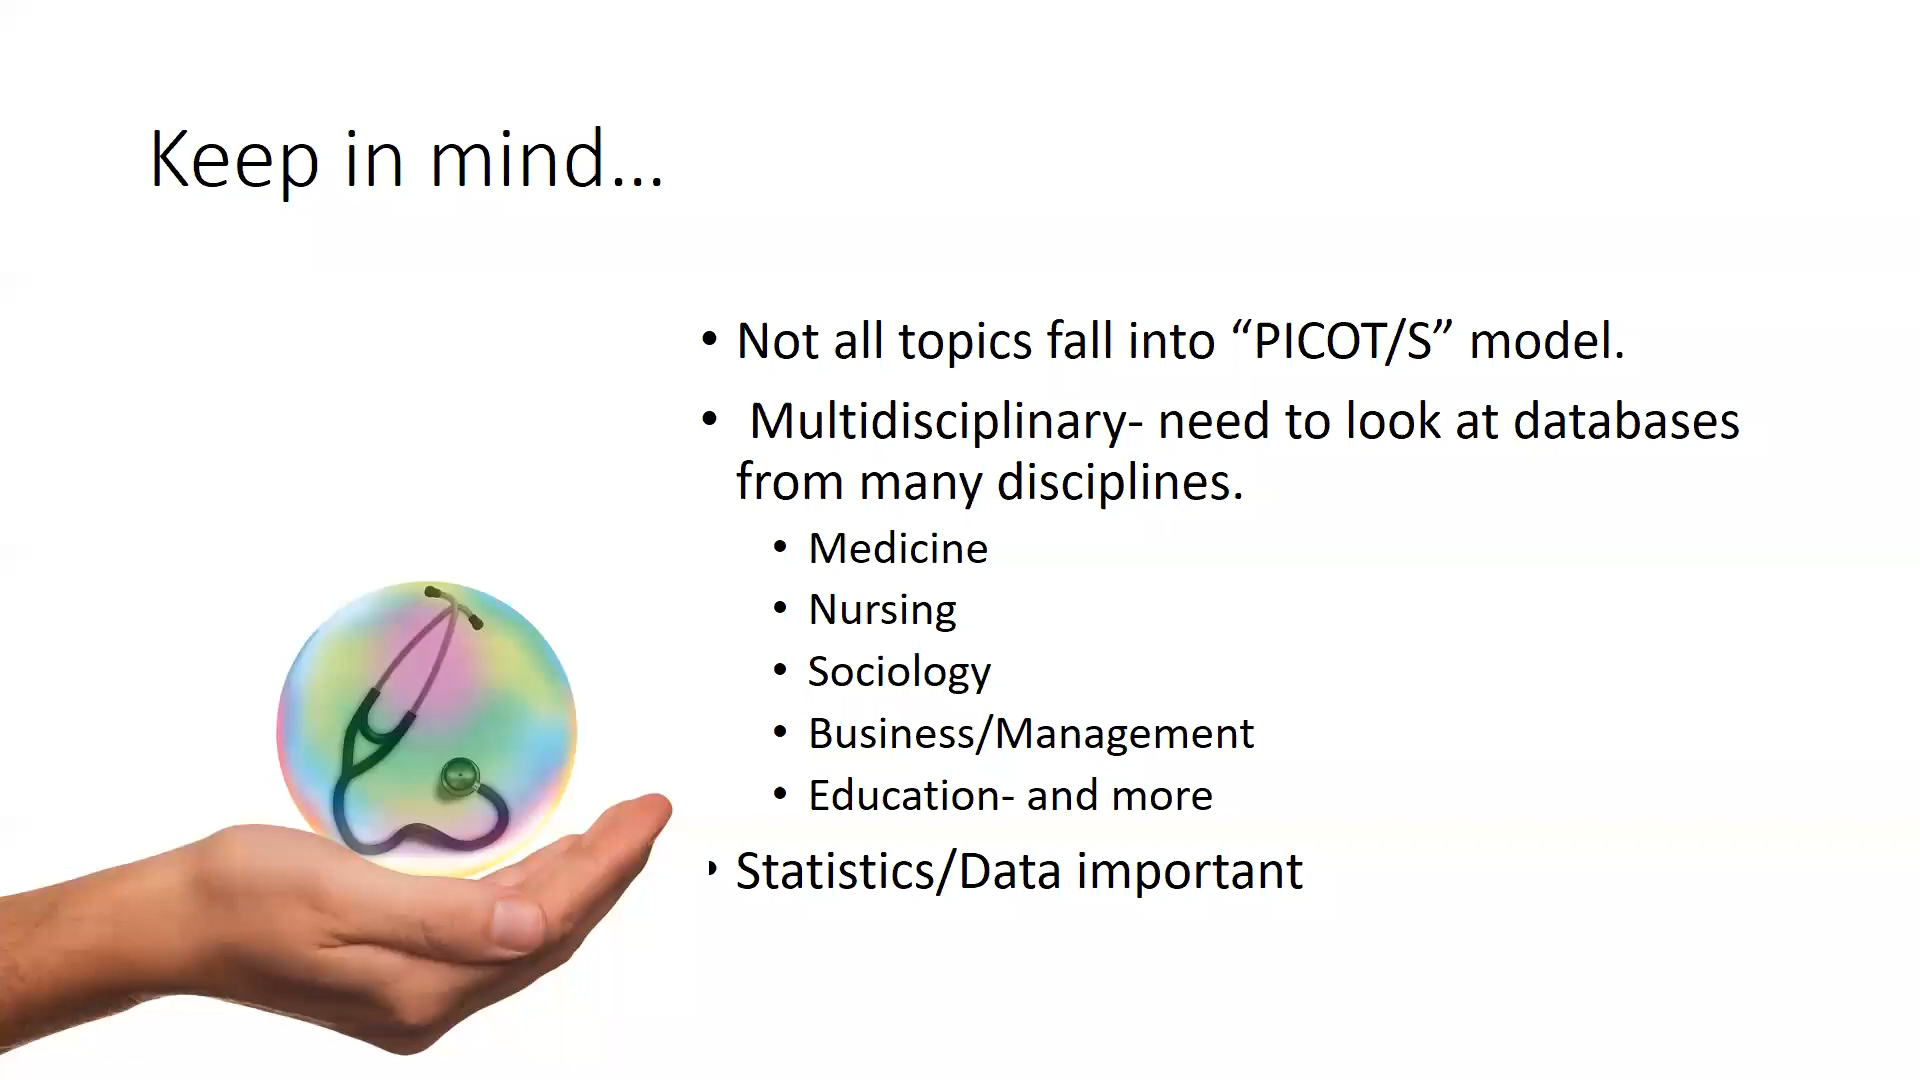 Keep in mind...
• Not all topics fall into “PICOT/S” model.
• Multidisciplinary- need to look at databases
from many disciplines.
• Medicine
• Nursing
• Sociology
• Business/Management
• Education- and more
• Statistics/Data important